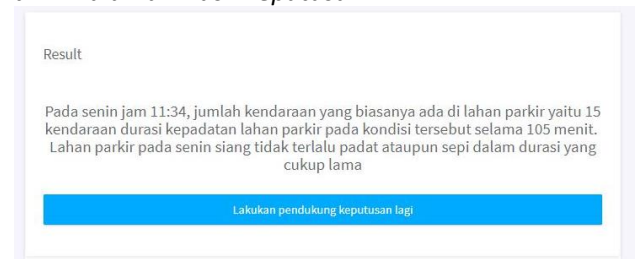 Result
Pada senin jam 11:34, jumlah kendaraan yang biasanya ada di lahan parkir yaitu 15
kendaraan durasi kepadatan lahan parkir pada kondisi tersebut selama 105 menit.
Lahan parkir pada senin siang tidak terlalu padat ataupun sepi dalam durasi yang
cukup lama
Lakukan pendukung keputusan lagi